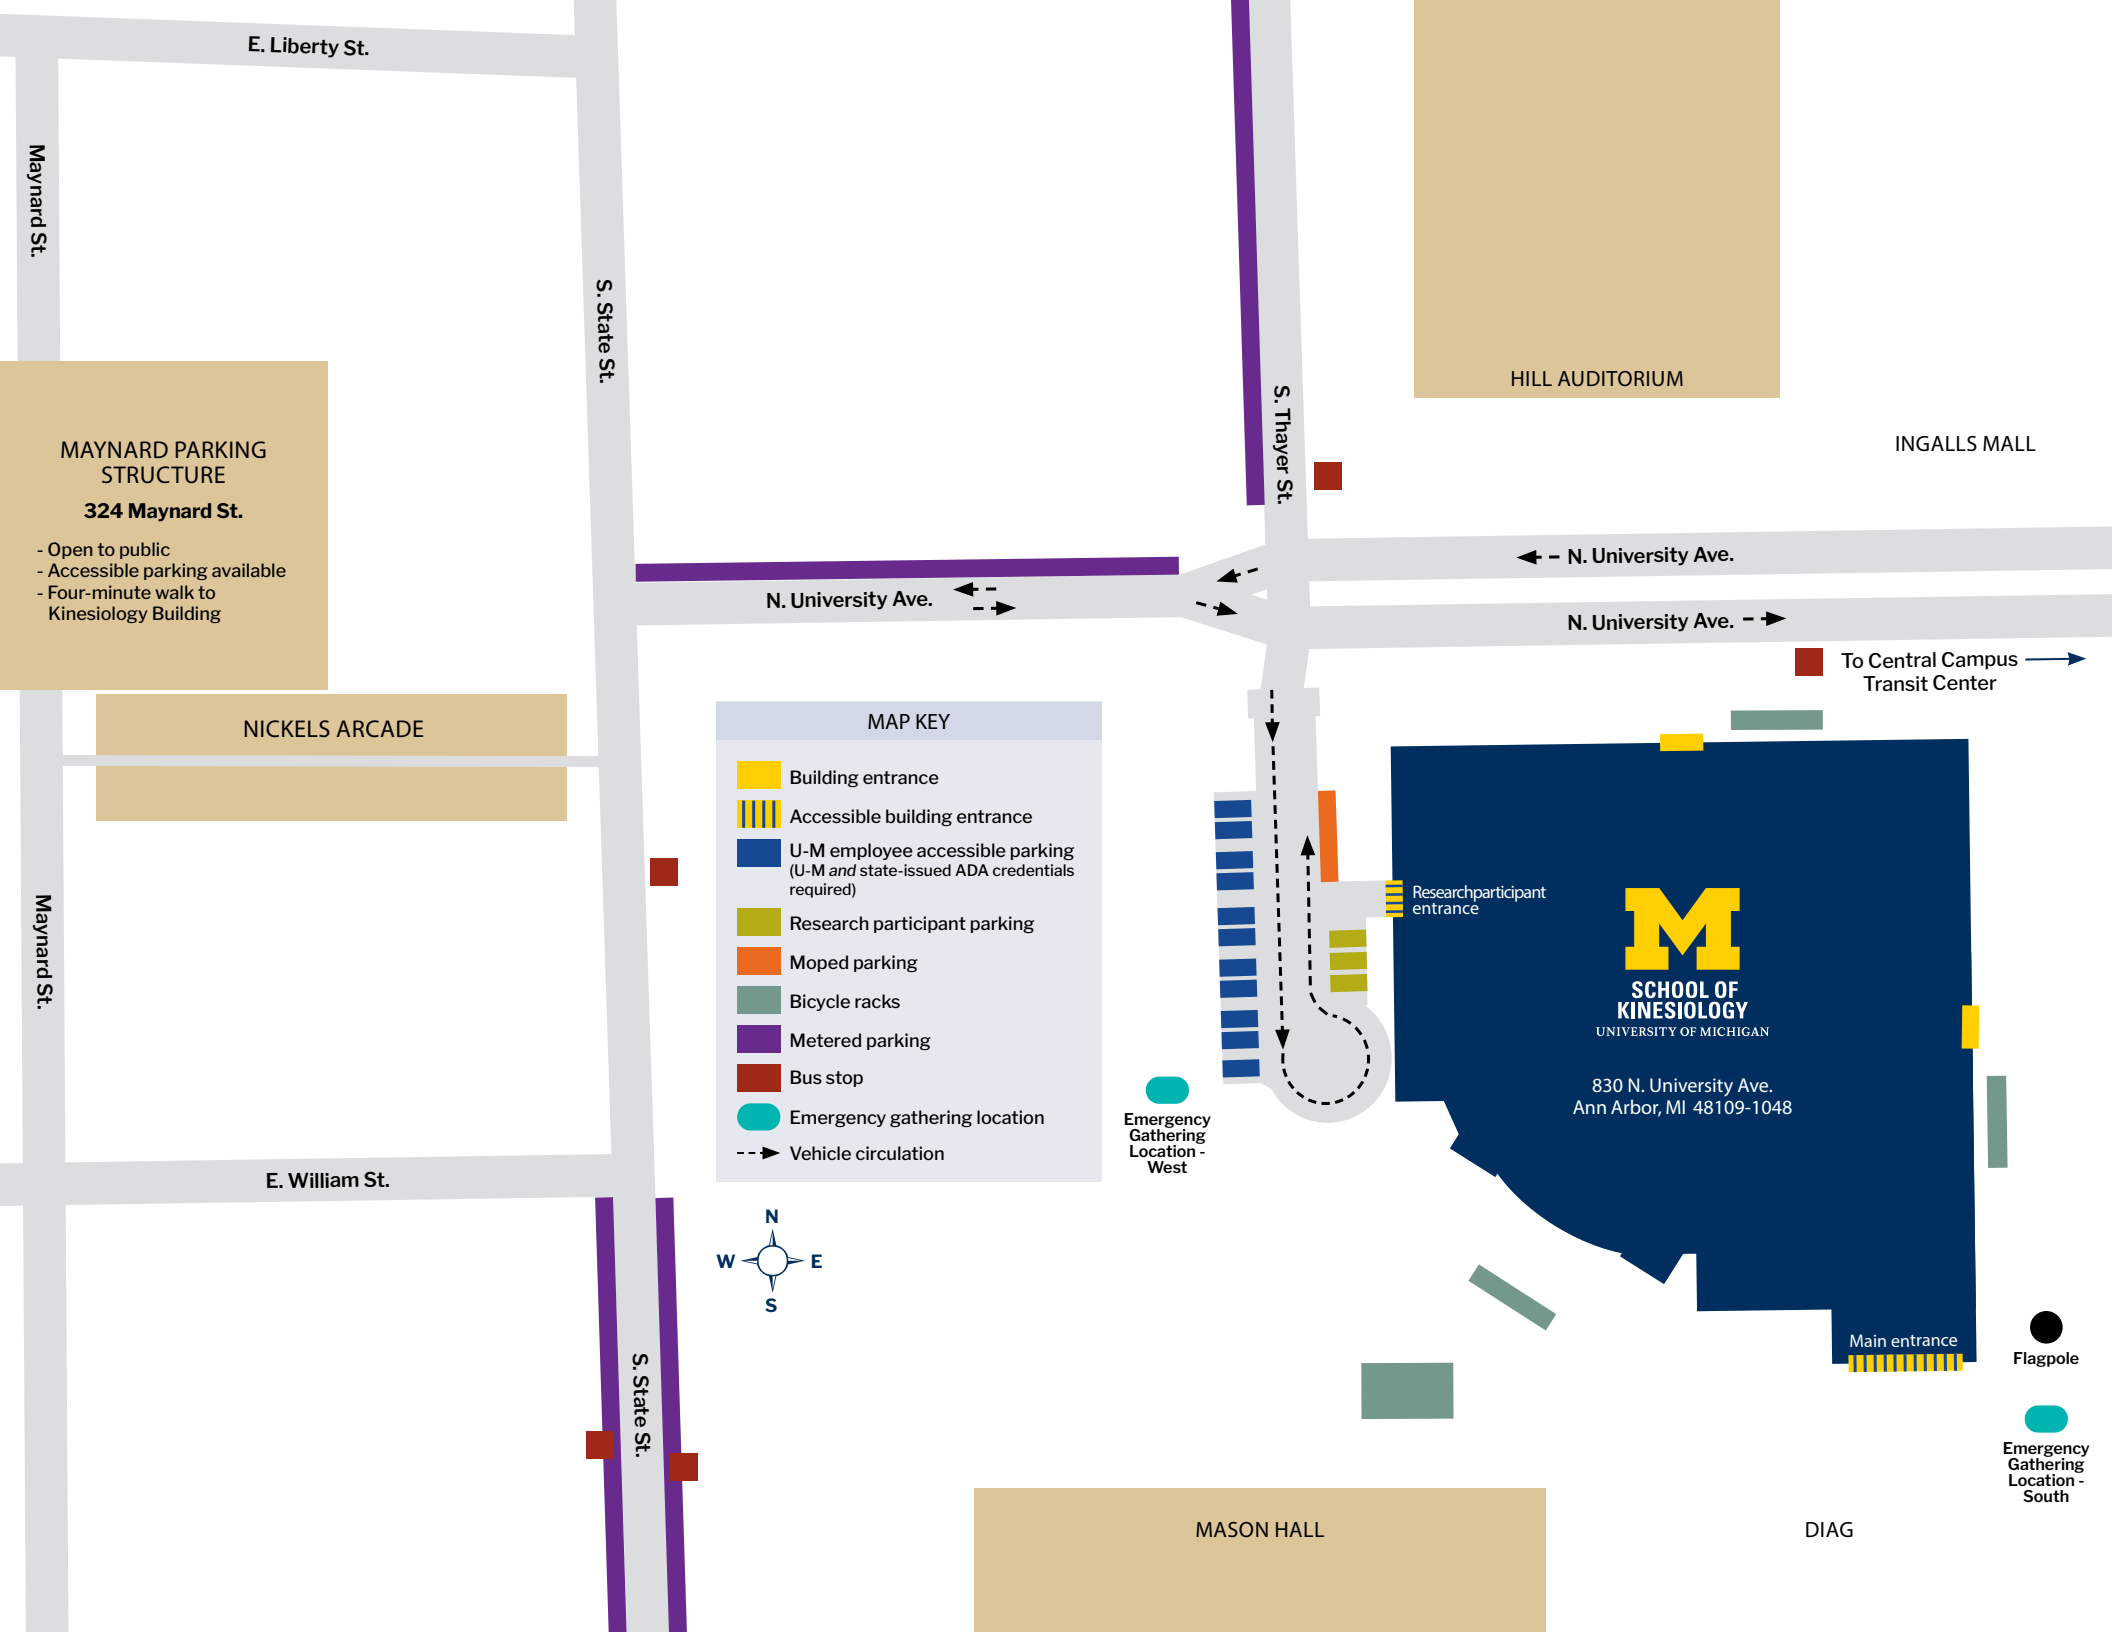 E. Liberty St.
Maynard St.
S. State St.
S. Thayer St.
HILL AUDITORIUM
INGALLS MALL
MAYNARD PARKING
STRUCTURE
324 Maynard St.
- Open to public
- Accessible parking available
- Four-minute walk to
Kinesiology Building
N. University Ave.
N. University Ave.
N. University Ave.
To Central Campus
Transit Center
NICKELS ARCADE
MAP KEY
Building entrance
Accessible building entrance
U-M employee accessible parking
(U-M and state-issued ADA credentials
required)
Research participant parking
Moped parking
Bicycle racks
Metered parking
Bus stop
Emergency gathering location
Vehicle circulation
Researchparticipant
entrance
M
SCHOOL OF
KINESIOLOGY
UNIVERSITY OF MICHIGAN
830 N. University Ave.
Ann Arbor, MI 48109-1048
Maynard St.
Emergency
Gathering
Location -
West
E. William St.
N
W E
S
S. State St.
Main entrance
Flagpole
Emergency
Gathering
Location -
South
MASON HALL
DIAG